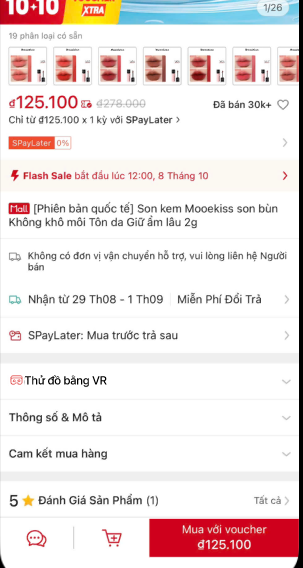 10•10
VOUCHER
XTRA
1/26
19 phân loại có sẵn
₫125.100 ₫278.000
Đã bán 30k+
Chỉ từ ₫125.100 x 1 kỳ với SPayLater >
SPayLater 0%
Flash Sale bắt đầu lúc 12:00, 8 Tháng 10
Mall [Phiên bản quốc tế] Son kem Mooekiss son bùn
Không khô môi Tôn da Giữ ẩm lâu 2g
Không có đơn vị vận chuyển hỗ trợ, vui lòng liên hệ Người
bán
Nhận từ 29 Th08 - 1 Th09 Miễn Phí Đổi Trả
SPayLater: Mua trước trả sau
Thử đồ bằng VR
Thông số & Mô tả
Cam kết mua hàng
5 Đánh Giá Sản Phẩm (1) Tất cả
Mua với voucher
₫125.100